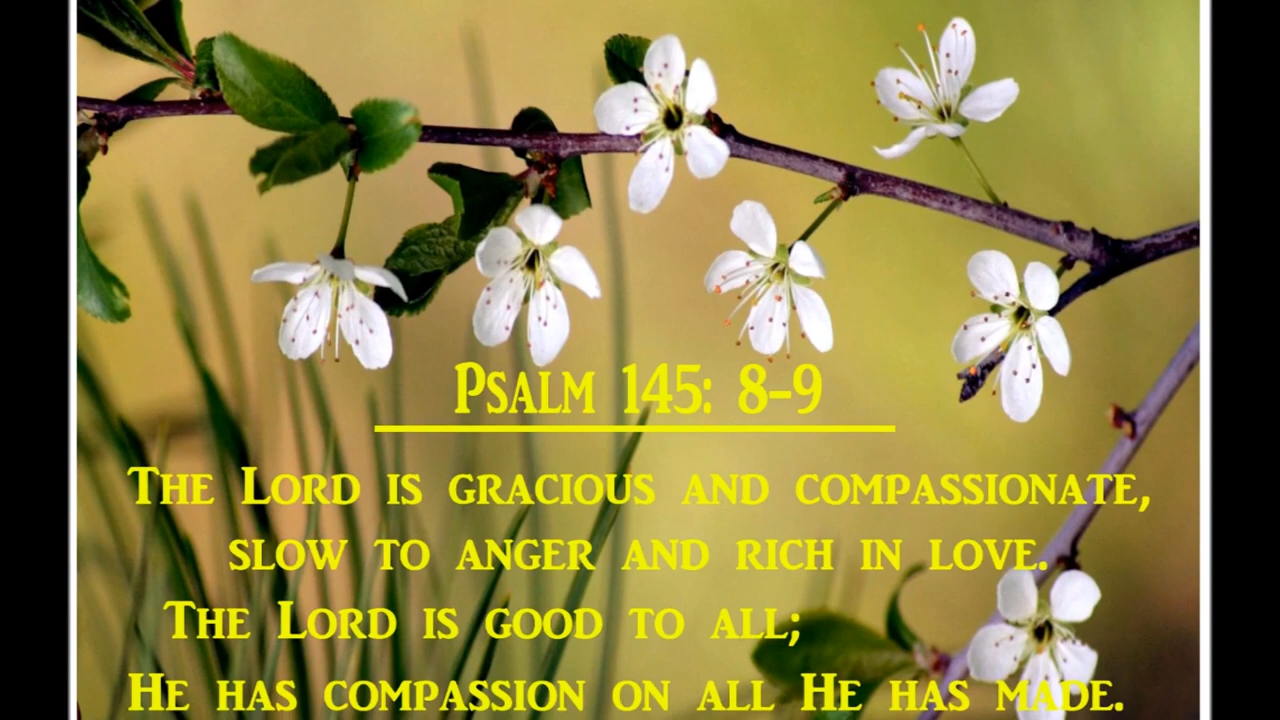 Psalm 145: 8-9
The Lord is gracious and compassionate,
slow to anger and rich in love.
The Lord is good to all;
He has compassion on all He has made.